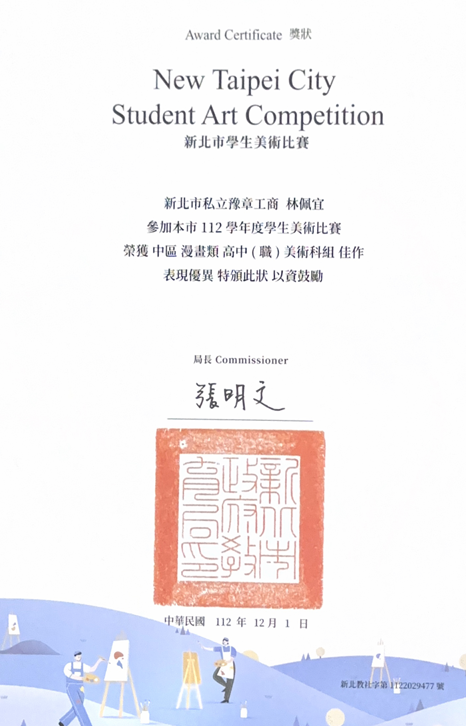 Award Certificate 獎狀
New Taipei City
Student Art Competition
新北市學生美術比賽
新北市私立豫章工商 林佩宜
參加本市 112 學年度學生美術比賽
榮獲 中區 漫畫類 高中 ( 職 ) 美術科組 佳作
表現優異 特頒此狀 以資鼓勵
局長 Commissioner
張明文
新北市
政府教
育局印
中華民國 112 年 12 月 1 日
新北教社字第 1122029477 號